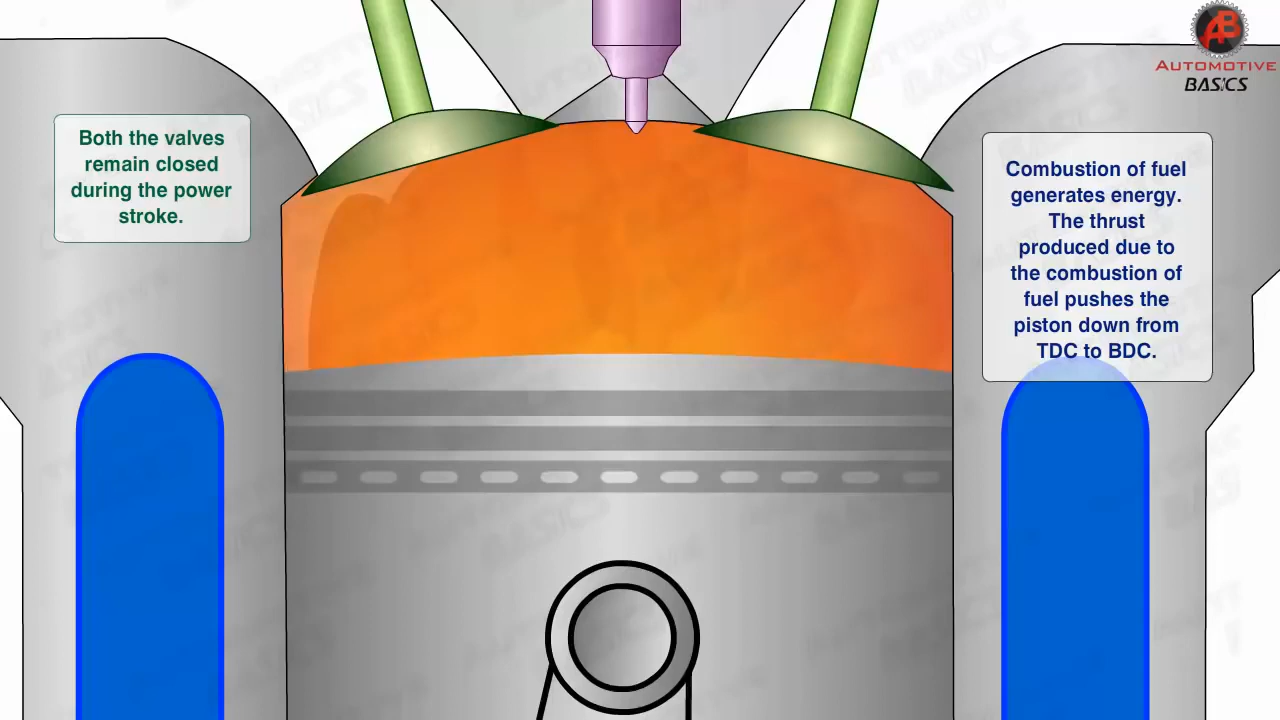 Both the valves
remain closed
during the power
stroke.
AB
AUTOMOTIVE
BASICS
Combustion of fuel
generates energy.
The thrust
produced due to
the combustion of
fuel pushes the
piston down from
TDC to BDC.